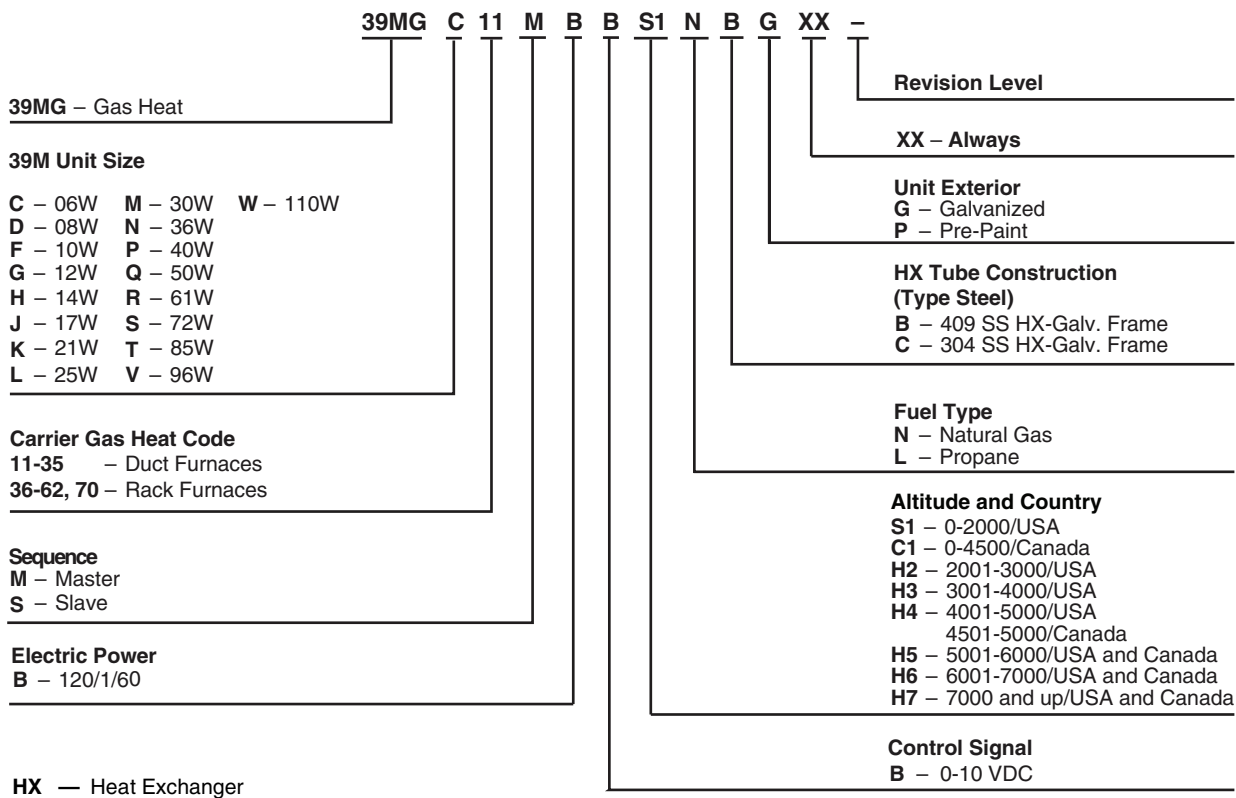 39MG C 11 M B B S1 N B G XX –
39MG – Gas Heat
39M Unit Size
C – 06W M – 30W W – 110W
D – 08W N – 36W
F – 10W P – 40W
G – 12W Q – 50W
H – 14W R – 61W
J – 17W S – 72W
K – 21W T – 85W
L – 25W V – 96W
Carrier Gas Heat Code
11-35 – Duct Furnaces
36-62, 70 – Rack Furnaces
Sequence
M – Master
S – Slave
Electric Power
B – 120/1/60
HX — Heat Exchanger
Revision Level
XX – Always
Unit Exterior
G – Galvanized
P – Pre-Paint
HX Tube Construction
(Type Steel)
B – 409 SS HX-Galv. Frame
C – 304 SS HX-Galv. Frame
Fuel Type
N – Natural Gas
L – Propane
Altitude and Country
S1 – 0-2000/USA
C1 – 0-4500/Canada
H2 – 2001-3000/USA
H3 – 3001-4000/USA
H4 – 4001-5000/USA
4501-5000/Canada
H5 – 5001-6000/USA and Canada
H6 – 6001-7000/USA and Canada
H7 – 7000 and up/USA and Canada
Control Signal
B – 0-10 VDC